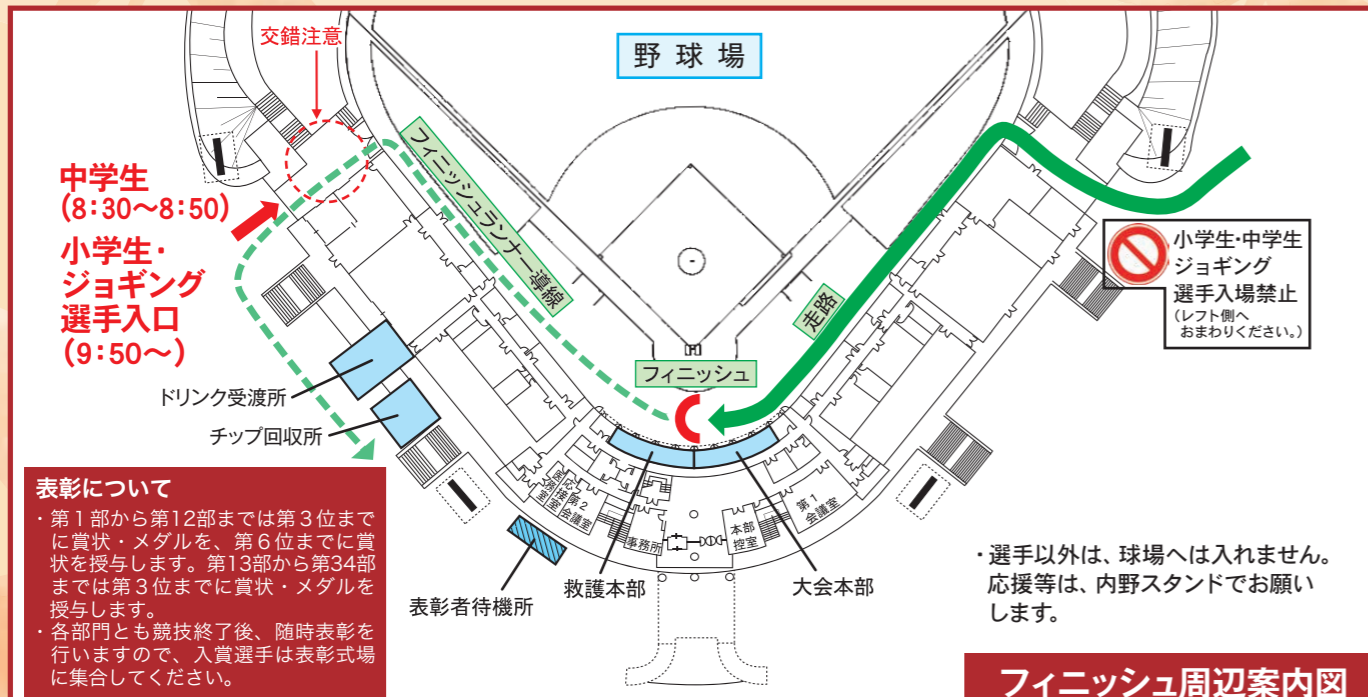 交錯注意
野球場
中学生
(8:30〜8:50)
小学生・
ジョギング
選手入口
(9:50〜)
フィニッシュランナー導線
走路
小学生・中学生
ジョギング
選手入場禁止
(レフト側へ
おまわりください。)
フィニッシュ
ドリンク受渡所
チップ回収所
医務室
応接室
第2
会議室
事務所
本部
控室
第1
会議室
救護本部
大会本部
表彰者待機所
表彰について
・第1部から第12部までは第3位まで
に賞状・メダルを、第6位までに賞
状を授与します。第13部から第34部
までは第3位までに賞状・メダルを
授与します。
・各部門とも競技終了後、随時表彰を
行いますので、入賞選手は表彰式場
に集合してください。
・選手以外は、球場へは入れません。
応援等は、内野スタンドでお願い
します。
フィニッシュ周辺案内図